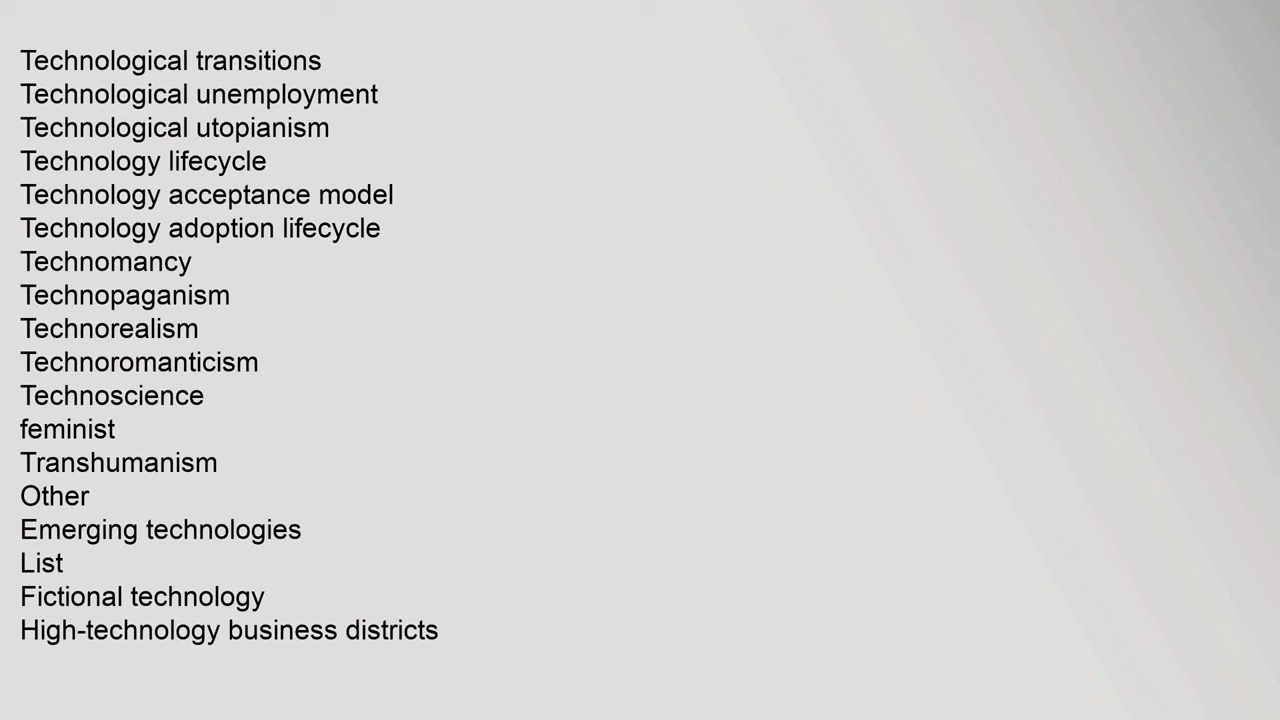 Technological transitions
Technological unemployment
Technological utopianism
Technology lifecycle
Technology acceptance model
Technology adoption lifecycle
Technomancy
Technopaganism
Technorealism
Technoromanticism
Technoscience
feminist
Transhumanism
Other
Emerging technologies
List
Fictional technology
High-technology business districts